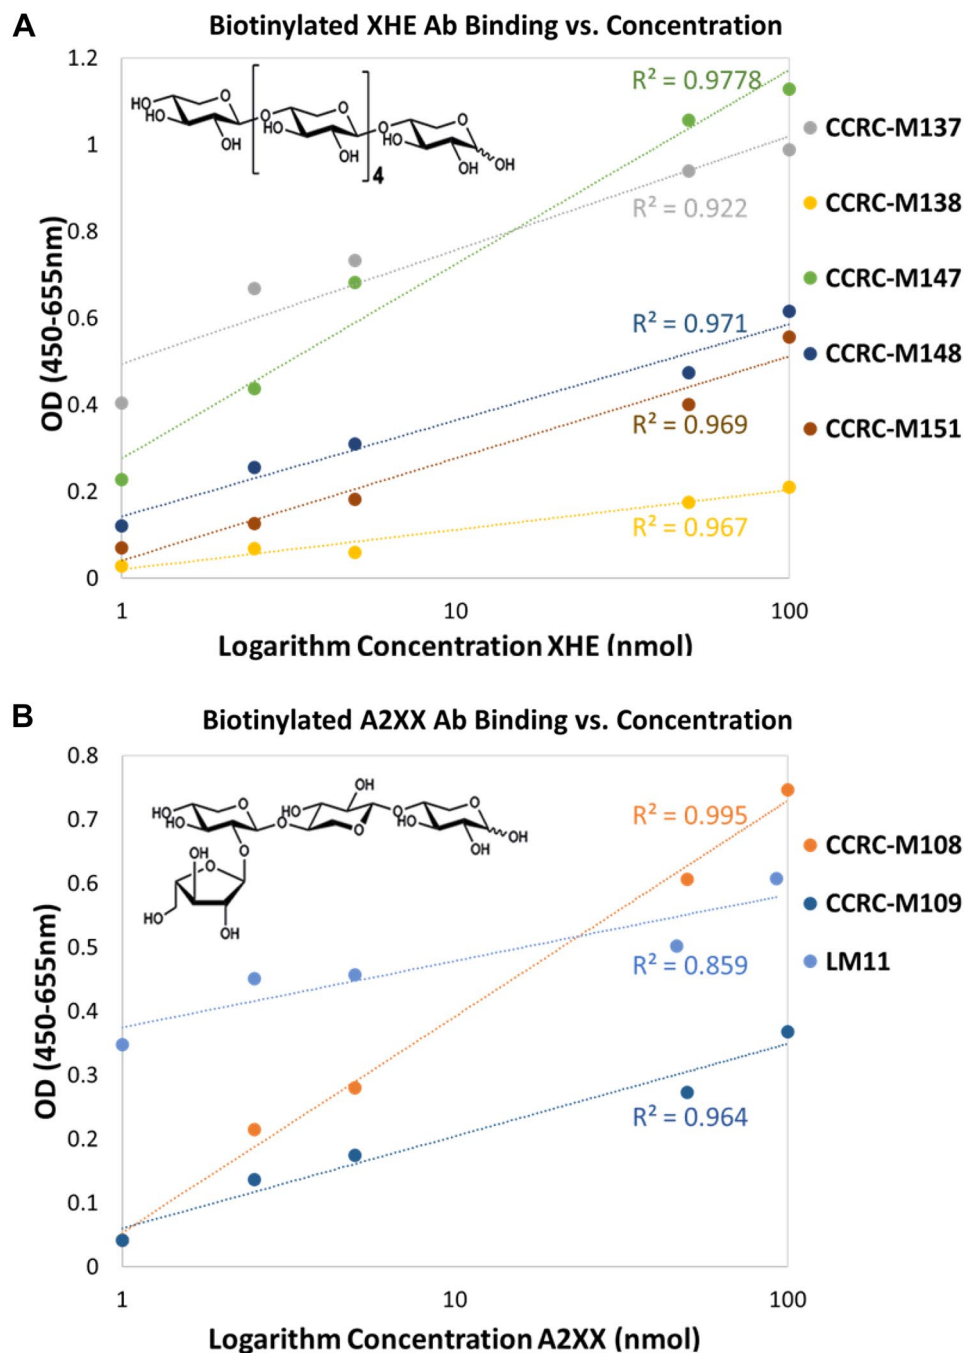 A
Biotinylated XHE Ab Binding vs. Concentration
1.2
1
0.8
0.6
0.4
0.2
0
OD (450-655nm)
HO
HO
OH
O
O
O
HO
OH
O
O
HO
OH
OH
4
R² = 0.9778
R² = 0.922
R² = 0.971
R² = 0.969
R² = 0.967
CCRC-M137
CCRC-M138
CCRC-M147
CCRC-M148
CCRC-M151
1 10 100
Logarithm Concentration XHE (nmol)
B
Biotinylated A2XX Ab Binding vs. Concentration
0.8
0.7
0.6
0.5
0.4
0.3
0.2
0.1
0
OD (450-655nm)
OH
HO
HO
O
O
HO
O
O
O
HO
OH
OH
O
OH
O
HO
OH
R² = 0.995
R² = 0.859
R² = 0.964
CCRC-M108
CCRC-M109
LM11
1 10 100
Logarithm Concentration A2XX (nmol)